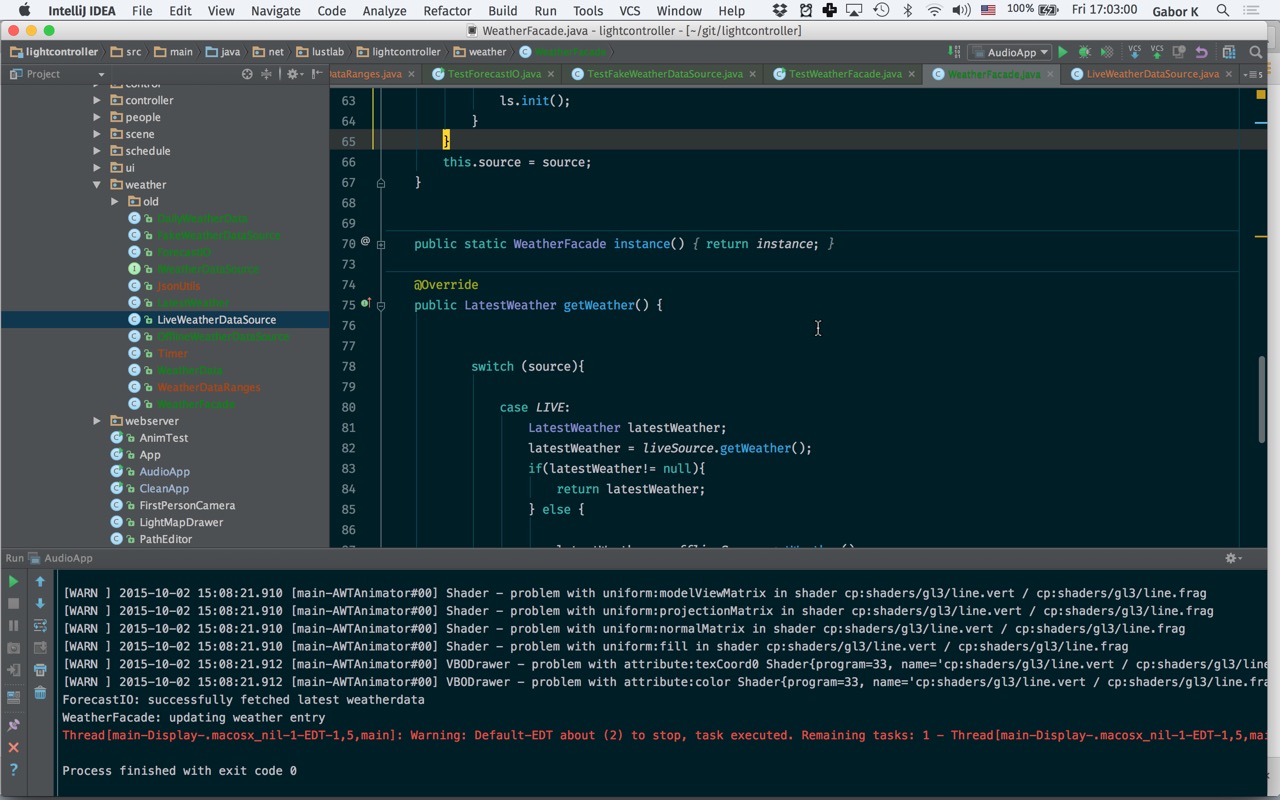 IntelliJ IDEA File Edit View Navigate Code Analyze Refactor Build Run Tools VCS Window Help 100% Fri 17:03:00 Gabor K
WeatherFacade.java - lightcontroller - [~/git/lightcontroller]
lightcontroller src main java net lustlab lightcontroller weather WeatherFacade AudioApp VCS VCS
Project
DataRanges.java TestForecastIO.java TestFakeWeatherDataSource.java TestWeatherFacade.java WeatherFacade.java LiveWeatherDataSource.java 5
control
controller
people
scene
schedule
ui
weather
old
DailyWeatherData
FakeWeatherDataSource
ForecastIO
WeatherDataSource
JsonUtils
LatestWeather
LiveWeatherDataSource
OfflineWeatherDataSource
Timer
WeatherData
WeatherDataRanges
WeatherFacade
webserver
AnimTest
App
AudioApp
CleanApp
FirstPersonCamera
LightMapDrawer
PathEditor
63 ls.init();
64 }
65 }
66 this.source = source;
67 }
68
69
70 @ public static WeatherFacade instance() { return instance; }
73
74 @Override
75 public LatestWeather getWeather() {
76
77
78 switch (source){
79
80 case LIVE:
81 LatestWeather latestWeather;
82 latestWeather = liveSource.getWeather();
83 if(latestWeather!= null){
84 return latestWeather;
85 } else {
86
Run AudioApp
[WARN ] 2015-10-02 15:08:21.910 [main-AWTAnimator#00] Shader - problem with uniform:modelViewMatrix in shader cp:shaders/gl3/line.vert / cp:shaders/gl3/line.frag
[WARN ] 2015-10-02 15:08:21.910 [main-AWTAnimator#00] Shader - problem with uniform:projectionMatrix in shader cp:shaders/gl3/line.vert / cp:shaders/gl3/line.frag
[WARN ] 2015-10-02 15:08:21.910 [main-AWTAnimator#00] Shader - problem with uniform:normalMatrix in shader cp:shaders/gl3/line.vert / cp:shaders/gl3/line.frag
[WARN ] 2015-10-02 15:08:21.910 [main-AWTAnimator#00] Shader - problem with uniform:fill in shader cp:shaders/gl3/line.vert / cp:shaders/gl3/line.frag
[WARN ] 2015-10-02 15:08:21.912 [main-AWTAnimator#00] VBODrawer - problem with attribute:texCoord0 Shader{program=33, name='cp:shaders/gl3/line.vert / cp:shaders/gl3/line
[WARN ] 2015-10-02 15:08:21.912 [main-AWTAnimator#00] VBODrawer - problem with attribute:color Shader{program=33, name='cp:shaders/gl3/line.vert / cp:shaders/gl3/line.fra
ForecastIO: successfully fetched latest weatherdata
WeatherFacade: updating weather entry
Thread[main-Display-.macosx_nil-1-EDT-1,5,main]: Warning: Default-EDT about (2) to stop, task executed. Remaining tasks: 1 - Thread[main-Display-.macosx_nil-1-EDT-1,5,mai
Process finished with exit code 0